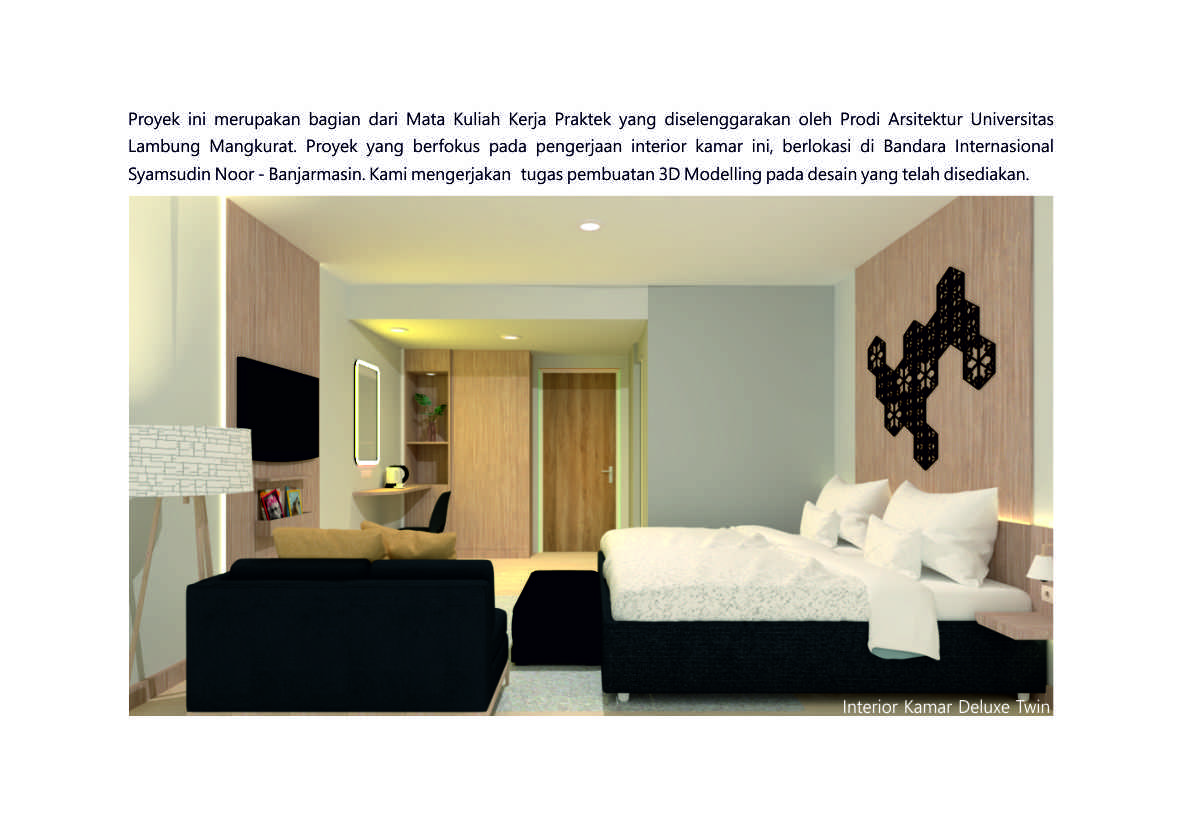 Proyek ini merupakan bagian dari Mata Kuliah Kerja Praktek yang diselenggarakan oleh Prodi Arsitektur Universitas
Lambung Mangkurat. Proyek yang berfokus pada pengerjaan interior kamar ini, berlokasi di Bandara Internasional
Syamsudin Noor - Banjarmasin. Kami mengerjakan  tugas pembuatan 3D Modelling pada desain yang telah disediakan.
Interior Kamar Deluxe Twin